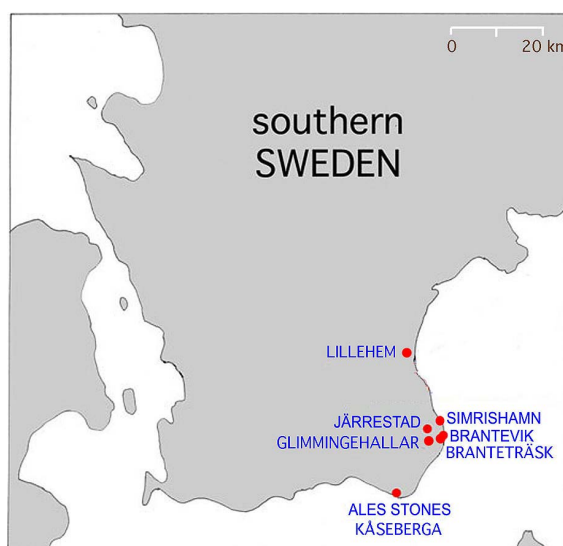 0 20 km
southern
SWEDEN
LILLEHEM
JÄRRESTAD
SIMRISHAMN
GLIMMINGEHALLAR
BRANTEVIK
BRANTETRÄSK
ALES STONES
KÅSEBERGA